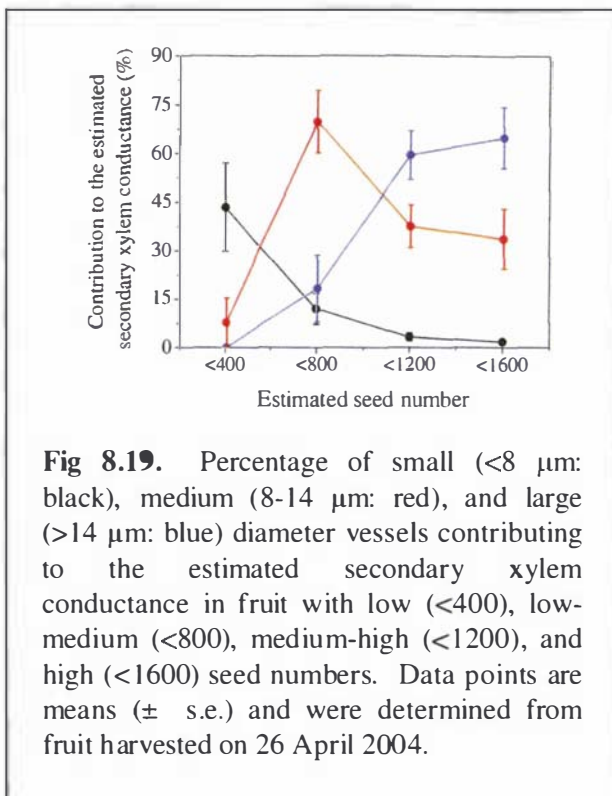 Contribution to the estimated
secondary xylem conductance (%)
90
75
60
45
30
15
0
<400
<800
<1200
<1600
Estimated seed number
Fig 8.19. Percentage of small (<8 μm:
black), medium (8-14 μm: red), and large
(>14 μm: blue) diameter vessels contributing
to the estimated secondary xylem
conductance in fruit with low (<400), low-
medium (<800), medium-high (<1200), and
high (<1600) seed numbers. Data points are
means (± s.e.) and were determined from
fruit harvested on 26 April 2004.